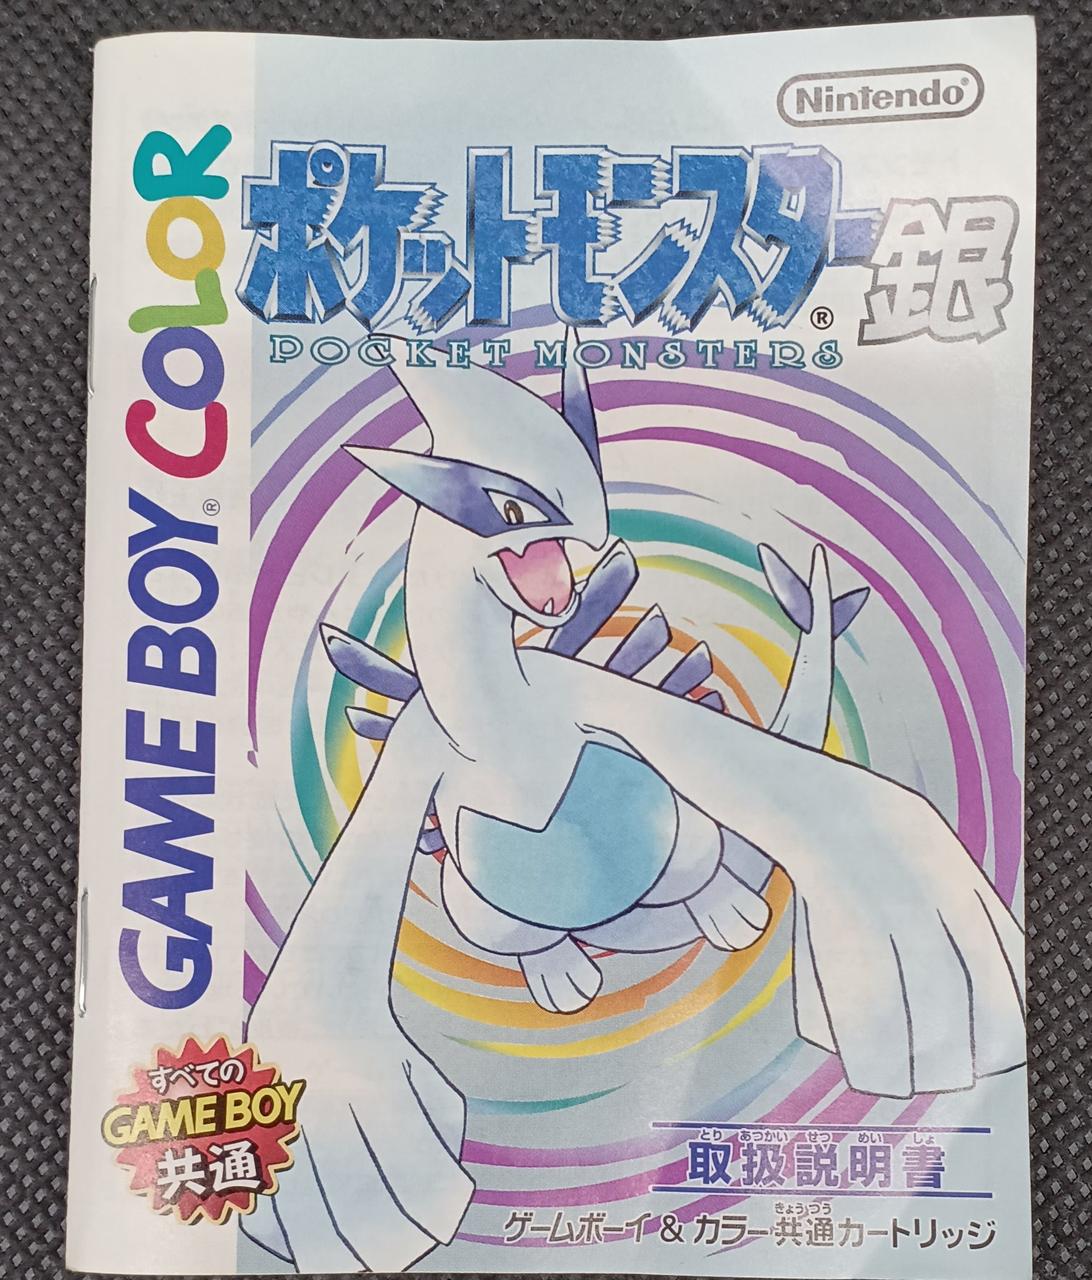 Nintendo®
ポケットモンスター®銀
POCKET MONSTERS
GAME BOY® COLOR
すべての
GAME BOY
共通
とり あつかい せつ めい しょ
取扱説明書
きょうつう
ゲームボーイ & カラー共通カートリッジ